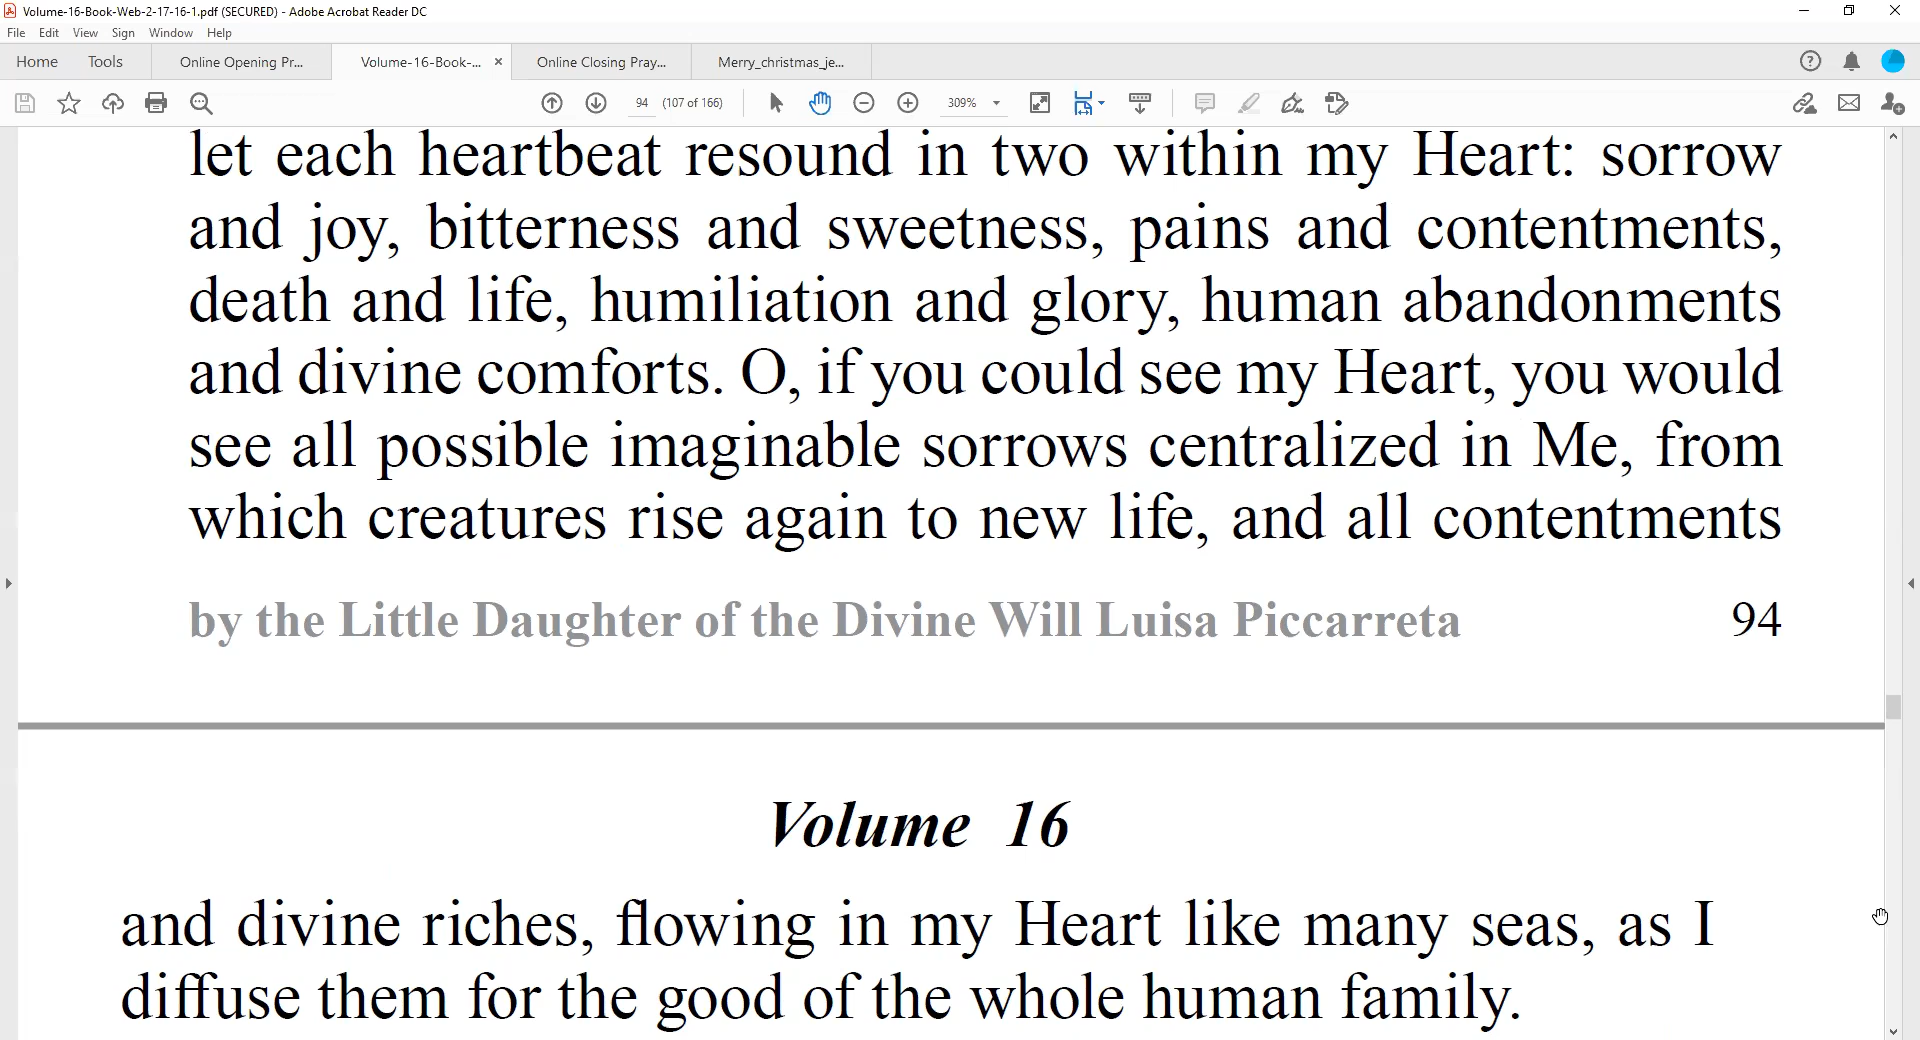 Volume-16-Book-Web-2-17-16-1.pdf (SECURED) - Adobe Acrobat Reader DC
File Edit View Sign Window Help
Home Tools Online Opening Pr... Volume-16-Book-... × Online Closing Pray... Merry_christmas_je...
94 (107 of 166) 309%
let each heartbeat resound in two within my Heart: sorrow
and joy, bitterness and sweetness, pains and contentments,
death and life, humiliation and glory, human abandonments
and divine comforts. O, if you could see my Heart, you would
see all possible imaginable sorrows centralized in Me, from
which creatures rise again to new life, and all contentments
by the Little Daughter of the Divine Will Luisa Piccarreta 94
Volume 16
and divine riches, flowing in my Heart like many seas, as I
diffuse them for the good of the whole human family.